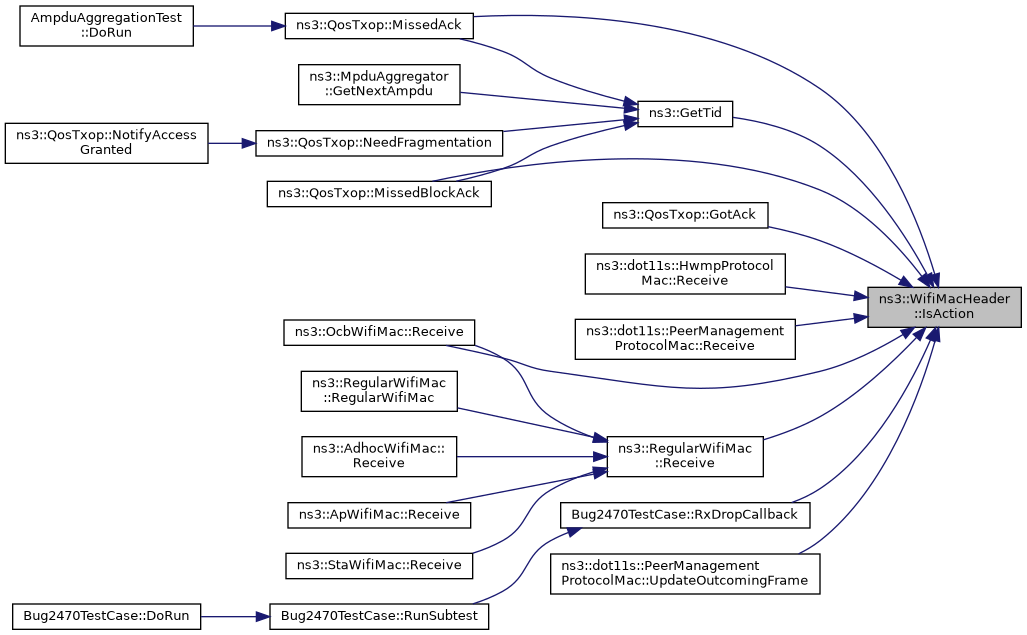 AmpduAggregationTest
::DoRun
ns3::QosTxop::MissedAck
ns3::MpduAggregator
::GetNextAmpdu
ns3::GetTid
ns3::QosTxop::NotifyAccess
Granted
ns3::QosTxop::NeedFragmentation
ns3::QosTxop::MissedBlockAck
ns3::QosTxop::GotAck
ns3::dot11s::HwmpProtocol
Mac::Receive
ns3::WifiMacHeader
::IsAction
ns3::dot11s::PeerManagement
ProtocolMac::Receive
ns3::OcbWifiMac::Receive
ns3::RegularWifiMac
::RegularWifiMac
ns3::AdhocWifiMac::
Receive
ns3::RegularWifiMac
::Receive
ns3::ApWifiMac::Receive
Bug2470TestCase::RxDropCallback
ns3::StaWifiMac::Receive
ns3::dot11s::PeerManagement
ProtocolMac::UpdateOutcomingFrame
Bug2470TestCase::DoRun
Bug2470TestCase::RunSubtest